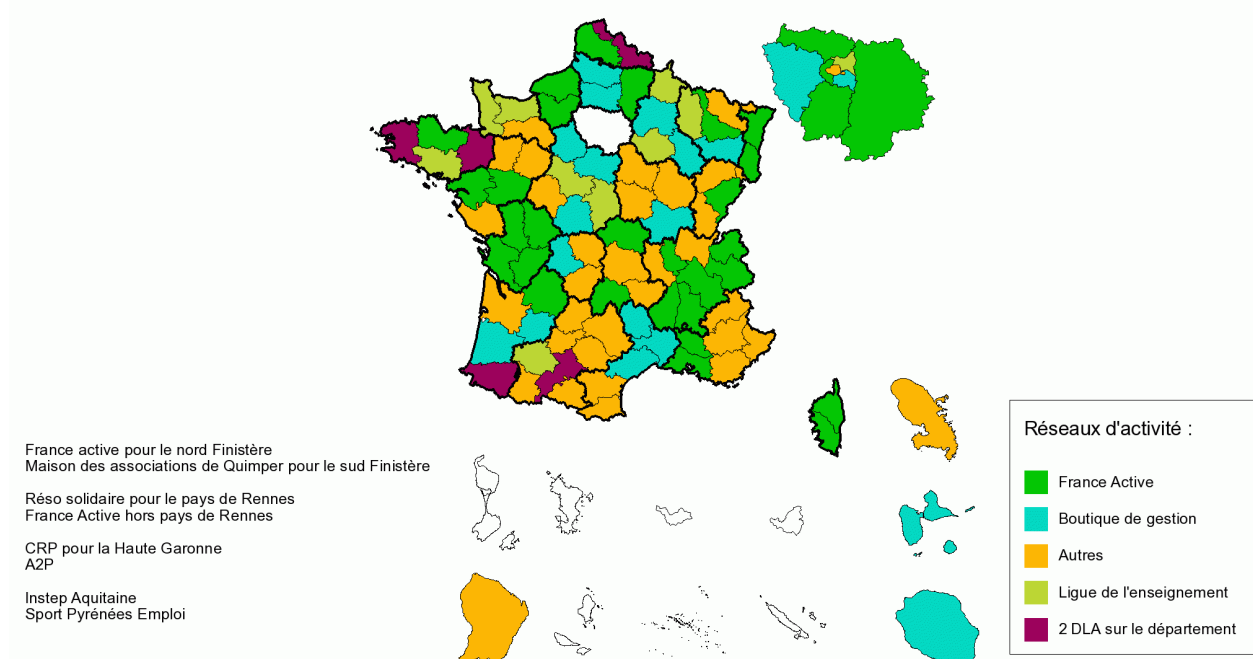 France active pour le nord Finistère
Maison des associations de Quimper pour le sud Finistère
Réso solidaire pour le pays de Rennes
France Active hors pays de Rennes
CRP pour la Haute Garonne
A2P
Instep Aquitaine
Sport Pyrénées Emploi
Réseaux d'activité :
France Active
Boutique de gestion
Autres
Ligue de l'enseignement
2 DLA sur le département